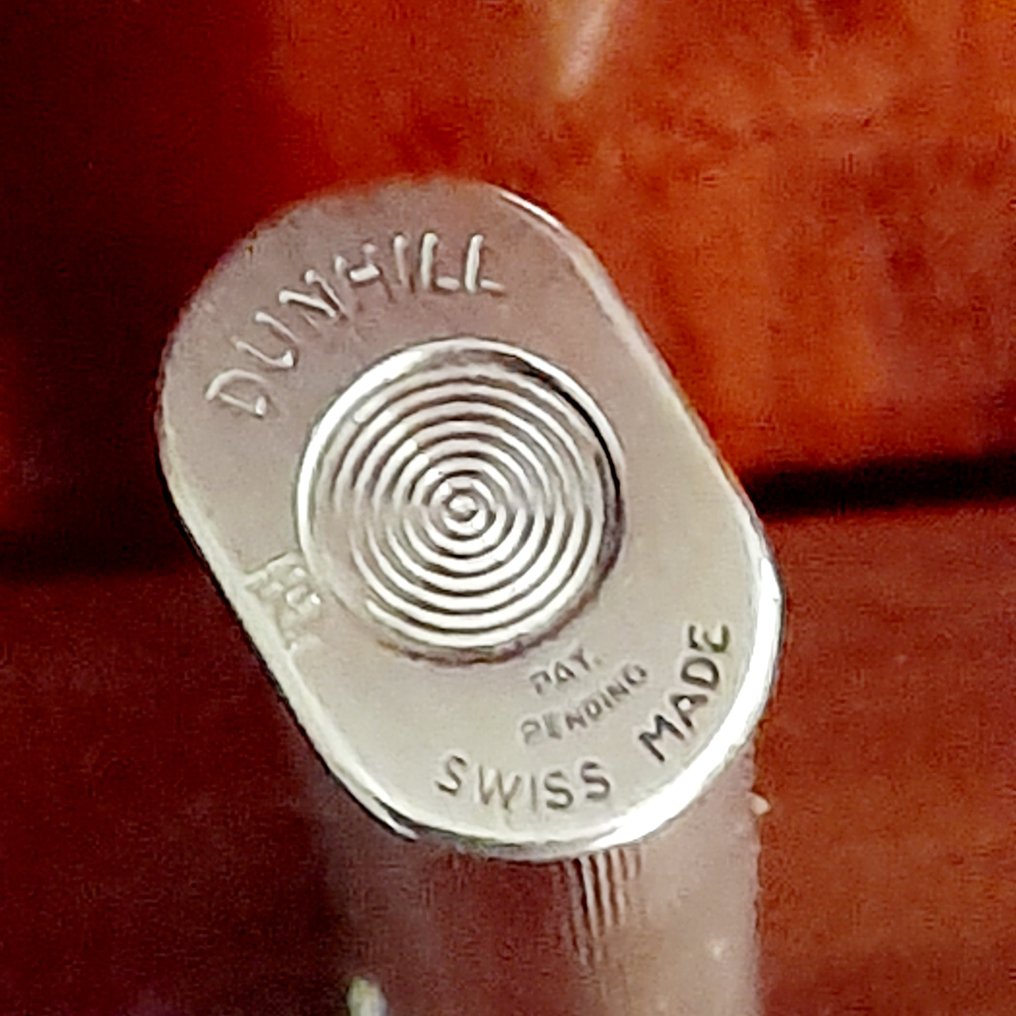 DUNHILL
PAT.
PENDING
SWISS MADE